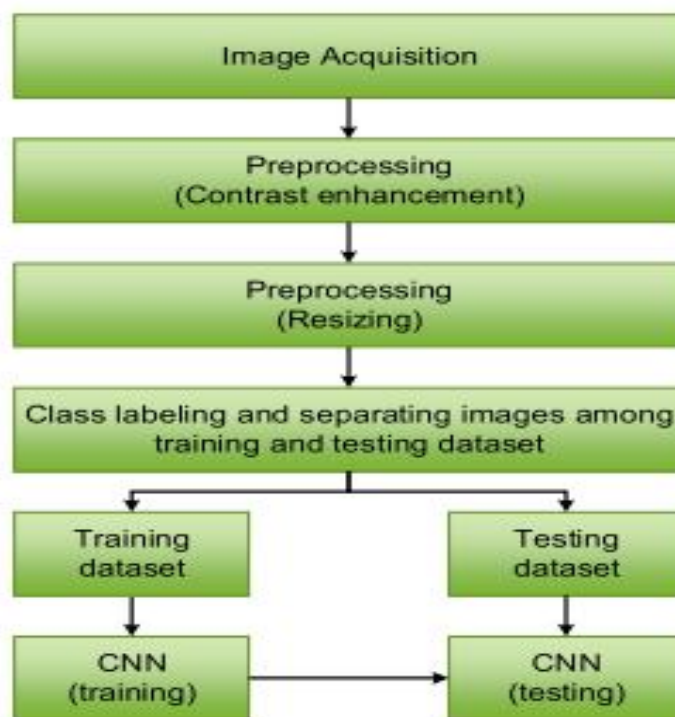 Image Acquisition
Preprocessing
(Contrast enhancement)
Preprocessing
(Resizing)
Class labeling and separating images among
training and testing dataset
Training
dataset
Testing
dataset
CNN
(training)
CNN
(testing)